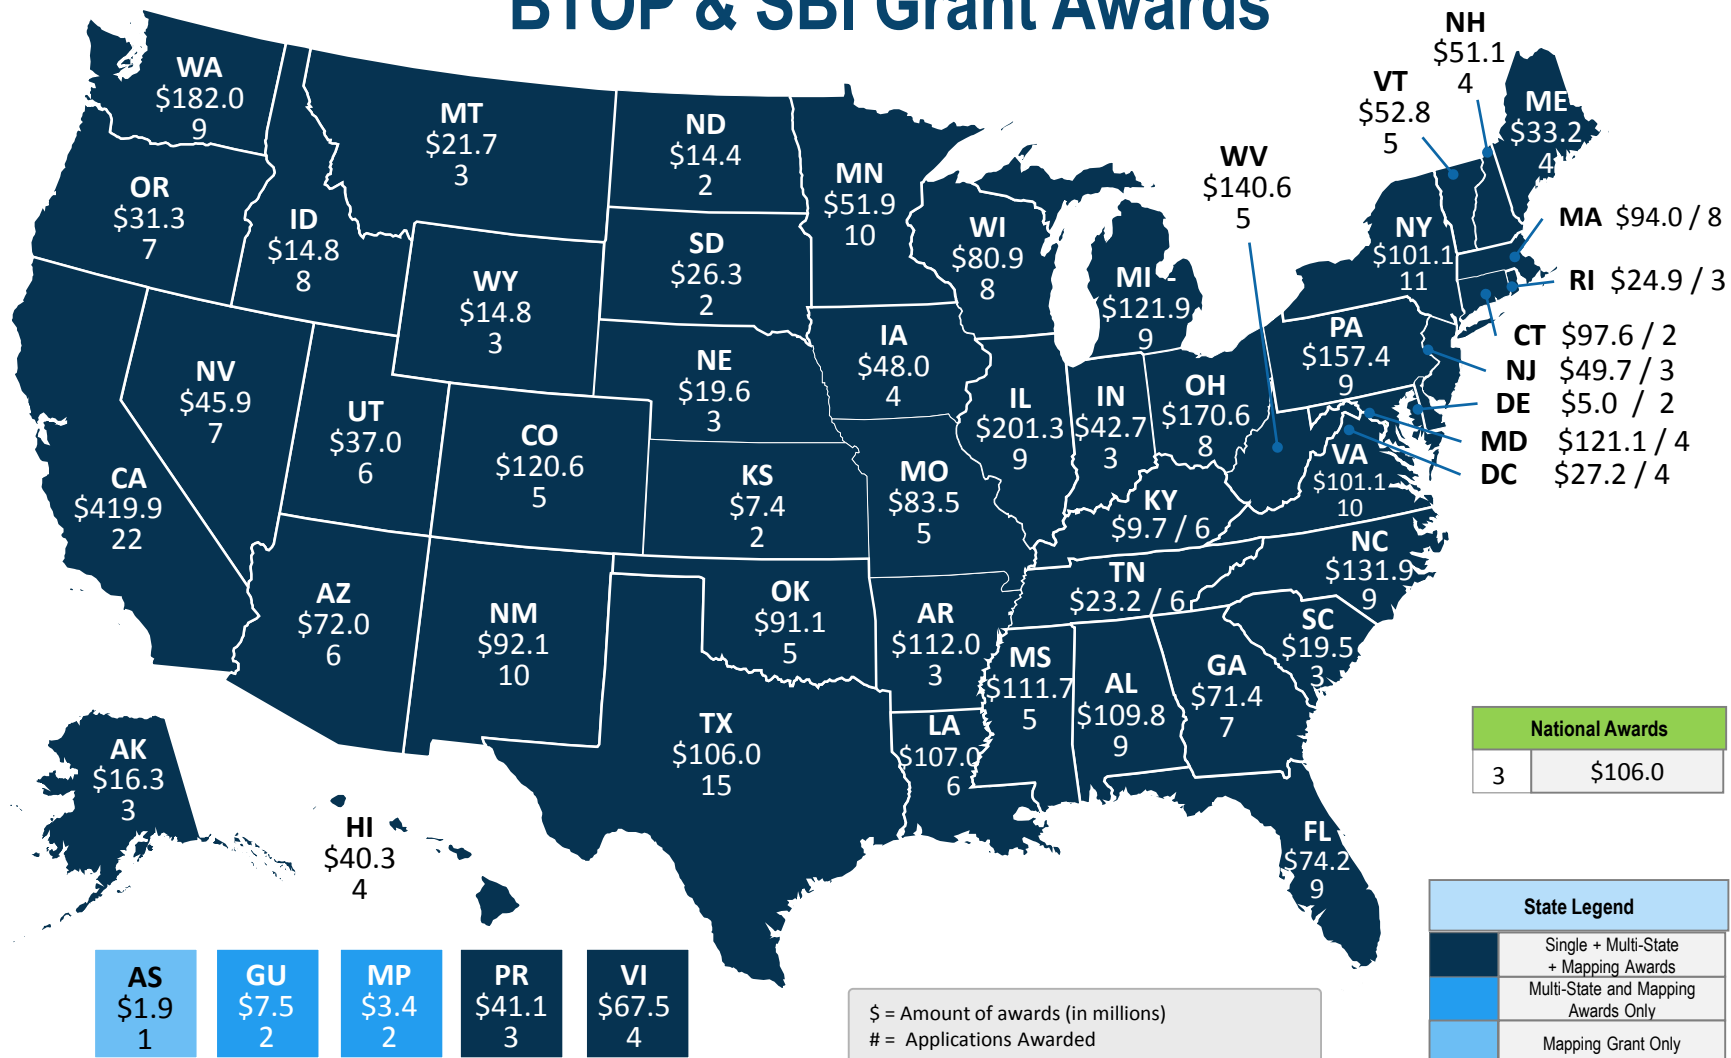 BTOP & SBI Grant Awards
WA
$182.0
9
OR
$31.3
7
ID
$14.8
8
MT
$21.7
3
ND
$14.4
2
SD
$26.3
2
MN
$51.9
10
WI
$80.9
8
MI -
$121.9
9
WY
$14.8
3
NE
$19.6
3
IA
$48.0
4
NV
$45.9
7
UT
$37.0
6
CO
$120.6
5
KS
$7.4
2
MO
$83.5
5
IL
$201.3
9
IN
$42.7
3
OH
$170.6
8
CA
$419.9
22
AZ
$72.0
6
NM
$92.1
10
OK
$91.1
5
AR
$112.0
3
TX
$106.0
15
LA
$107.0
6
MS
$111.7
5
AL
$109.8
9
GA
$71.4
7
FL
$74.2
9
SC
$19.5
3
NC
$131.9
9
TN
$23.2 / 6
KY
$9.7 / 6
VA
$101.1
10
WV
$140.6
5
PA
$157.4
9
NY
$101.1
11
VT
$52.8
5
NH
$51.1
4
ME
$33.2
4
MA $94.0 / 8
RI $24.9 / 3
CT $97.6 / 2
NJ $49.7 / 3
DE $5.0 / 2
MD $121.1 / 4
DC $27.2 / 4
AK
$16.3
3
HI
$40.3
4
AS
$1.9
1
GU
$7.5
2
MP
$3.4
2
PR
$41.1
3
VI
$67.5
4
National Awards
3 $106.0
$ = Amount of awards (in millions)
# = Applications Awarded
State Legend
Single + Multi-State
+ Mapping Awards
Multi-State and Mapping
Awards Only
Mapping Grant Only